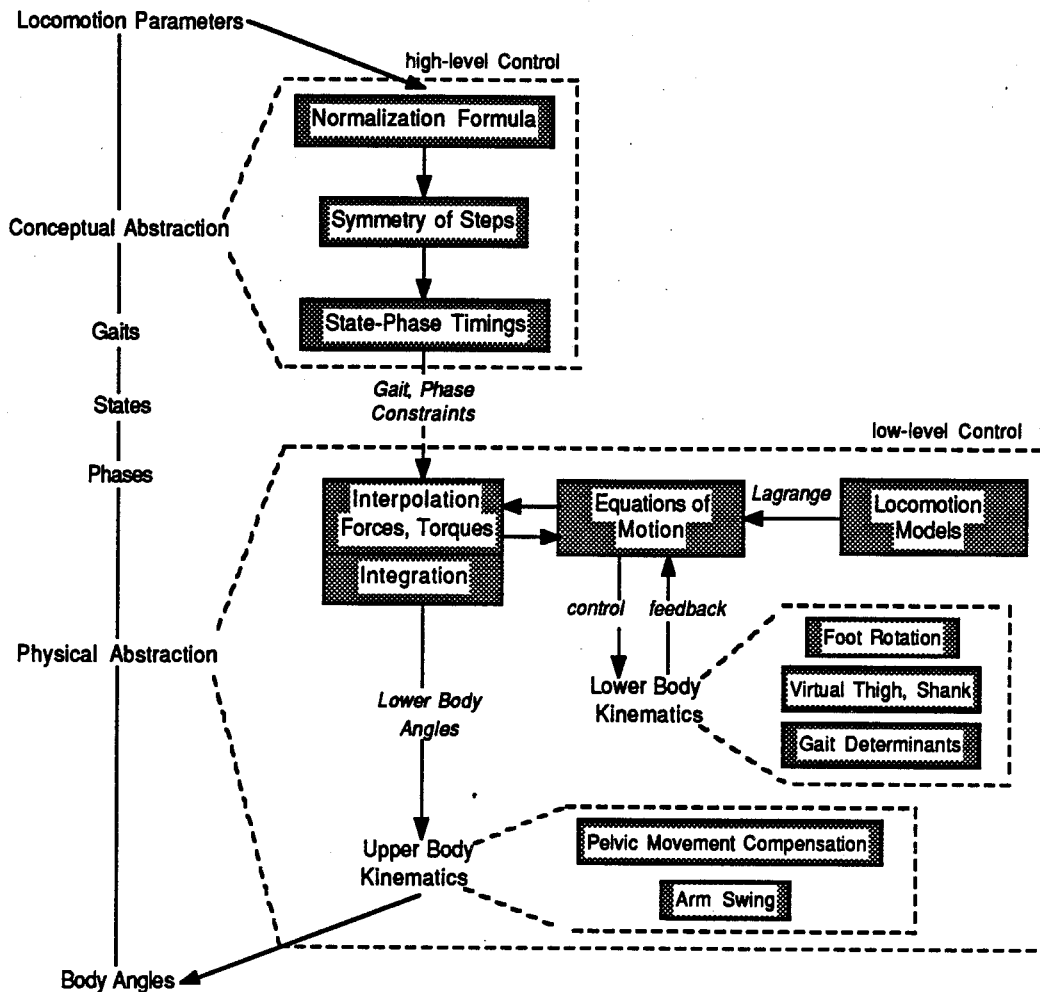 Locomotion Parameters
high-level Control
Normalization Formula
Symmetry of Steps
Conceptual Abstraction
State-Phase Timings
Gaits
Gait, Phase
Constraints
States
low-level Control
Phases
Interpolation
Forces, Torques
Integration
Equations of
Motion
Lagrange
Locomotion
Models
control
feedback
Foot Rotation
Physical Abstraction
Lower Body
Angles
Lower Body
Kinematics
Virtual Thigh, Shank
Gait Determinants
Upper Body
Kinematics
Pelvic Movement Compensation
Arm Swing
Body Angles